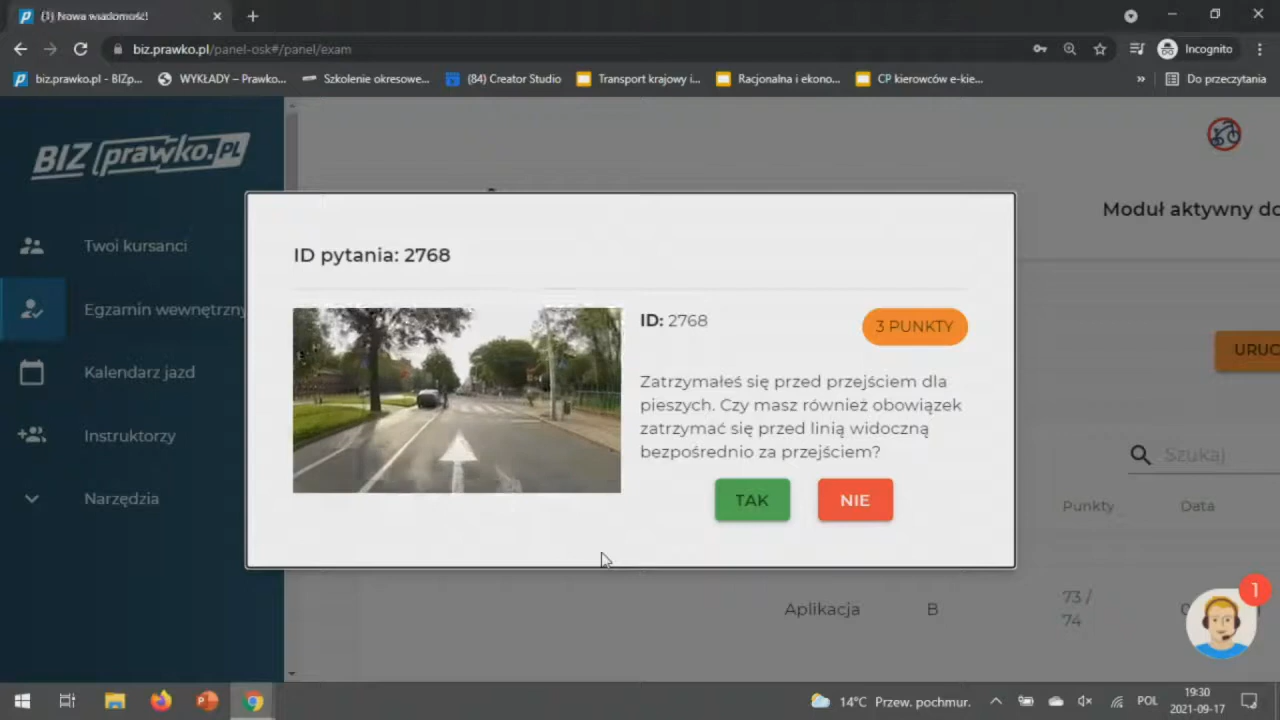 (1) Nowa wiadomość!
biz.prawko.pl/panel-osk#/panel/exam
Incognito
biz.prawko.pl - BIZp...
WYKŁADY – Prawko...
Szkolenie okresowe...
(84) Creator Studio
Transport krajowy i...
Racjonalna i ekono...
CP kierowców e-kie...
»
Do przeczytania
BIZ prawko.PL
Moduł aktywny do
Twoi kursanci
Egzamin wewnętrzny
Kalendarz jazd
Instruktorzy
Narzędzia
ID pytania: 2768
ID: 2768
3 PUNKTY
Zatrzymałeś się przed przejściem dla
pieszych. Czy masz również obowiązek
zatrzymać się przed linią widoczną
bezpośrednio za przejściem?
TAK
NIE
URUC
Szukaj
Punkty
Data
Aplikacja
B
73 /
74
1
14°C Przew. pochmur.
POL
19:30
2021-09-17